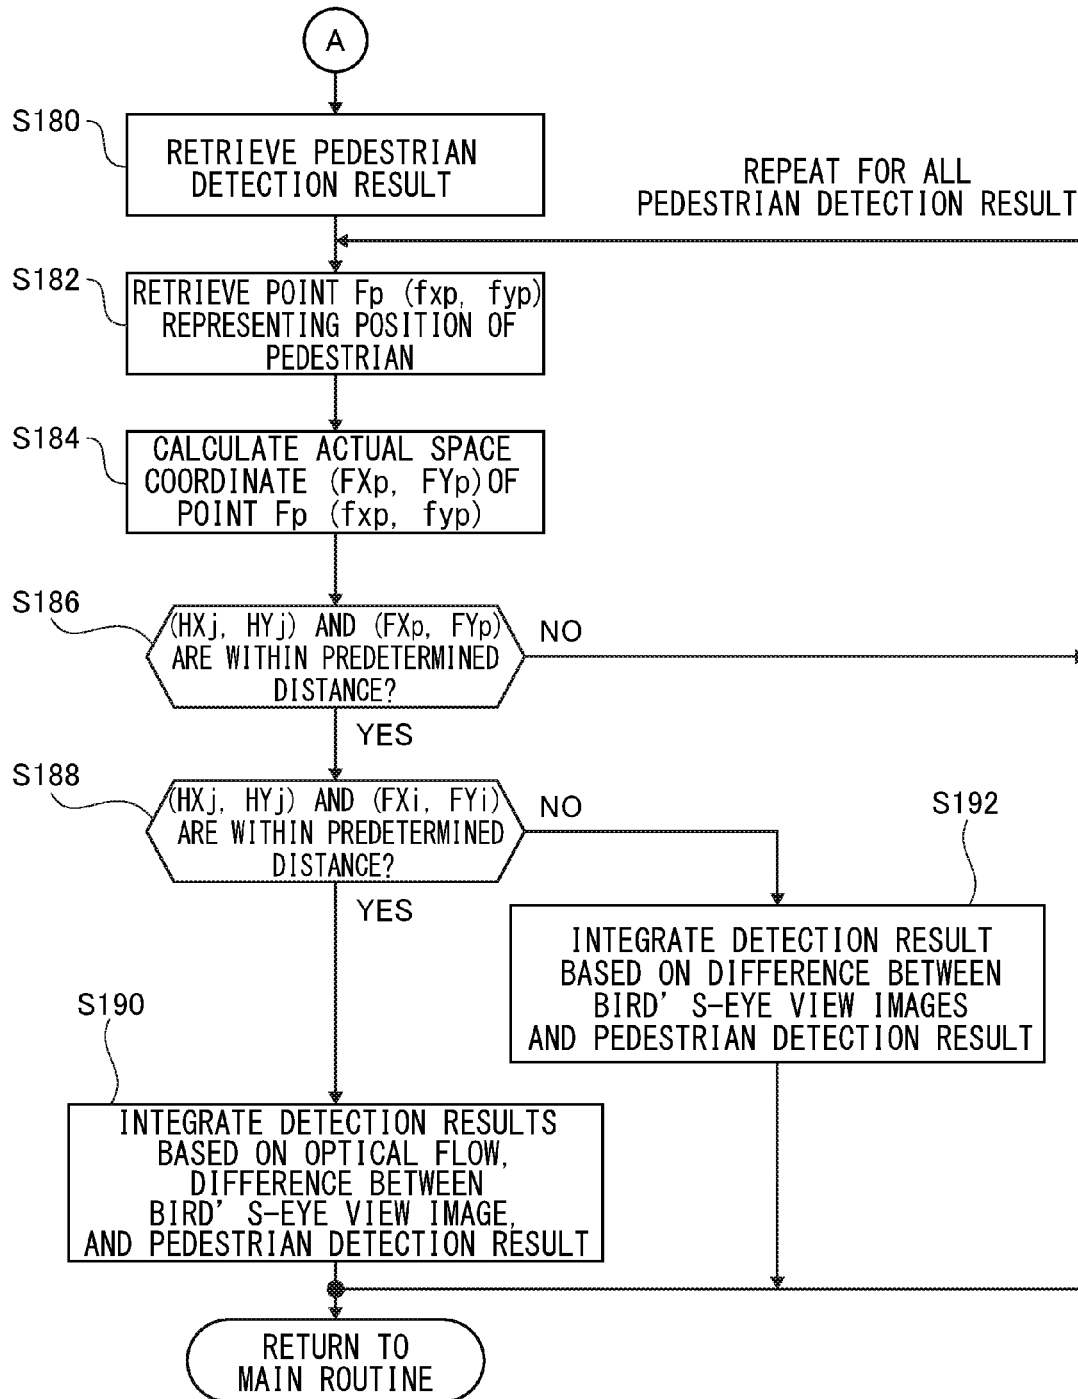 A
S180
RETRIEVE PEDESTRIAN
DETECTION RESULT
REPEAT FOR ALL
PEDESTRIAN DETECTION RESULT
S182
RETRIEVE POINT Fp (fxp, fyp)
REPRESENTING POSITION OF
PEDESTRIAN
S184
CALCULATE ACTUAL SPACE
COORDINATE (FXp, FYp)OF
POINT Fp (fxp, fyp)
S186
(HXj, HYj) AND (FXp, FYp)
ARE WITHIN PREDETERMINED
DISTANCE?
NO
YES
S188
(HXj, HYj) AND (FXi, FYi)
ARE WITHIN PREDETERMINED
DISTANCE?
NO
YES
S192
INTEGRATE DETECTION RESULT
BASED ON DIFFERENCE BETWEEN
BIRD' S-EYE VIEW IMAGES
AND PEDESTRIAN DETECTION RESULT
S190
INTEGRATE DETECTION RESULTS
BASED ON OPTICAL FLOW,
DIFFERENCE BETWEEN
BIRD' S-EYE VIEW IMAGE,
AND PEDESTRIAN DETECTION RESULT
RETURN TO
MAIN ROUTINE